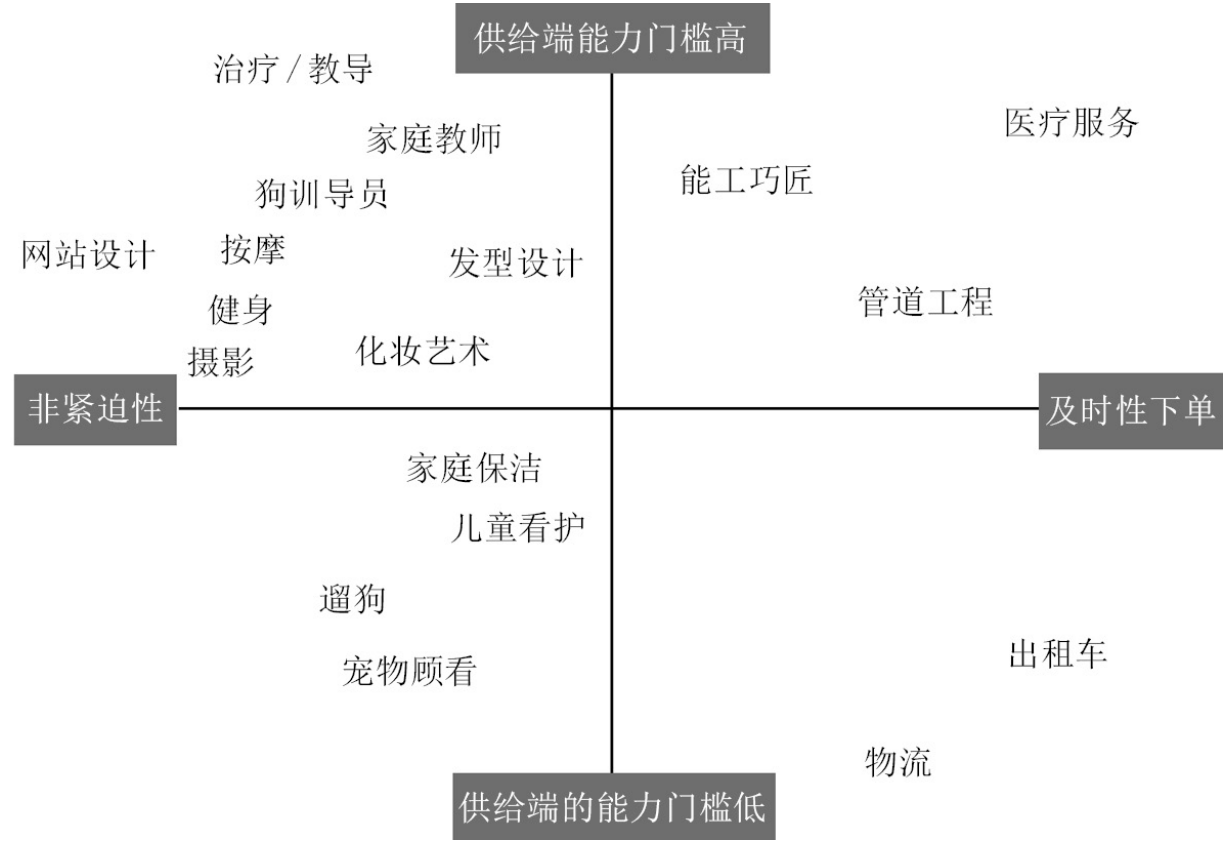 供给端能力门槛高
治疗/教导
医疗服务
家庭教师
能工巧匠
狗训导员
网站设计
按摩
发型设计
健身
管道工程
摄影
化妆艺术
非紧迫性
及时性下单
家庭保洁
儿童看护
遛狗
出租车
宠物顾看
物流
供给端的能力门槛低